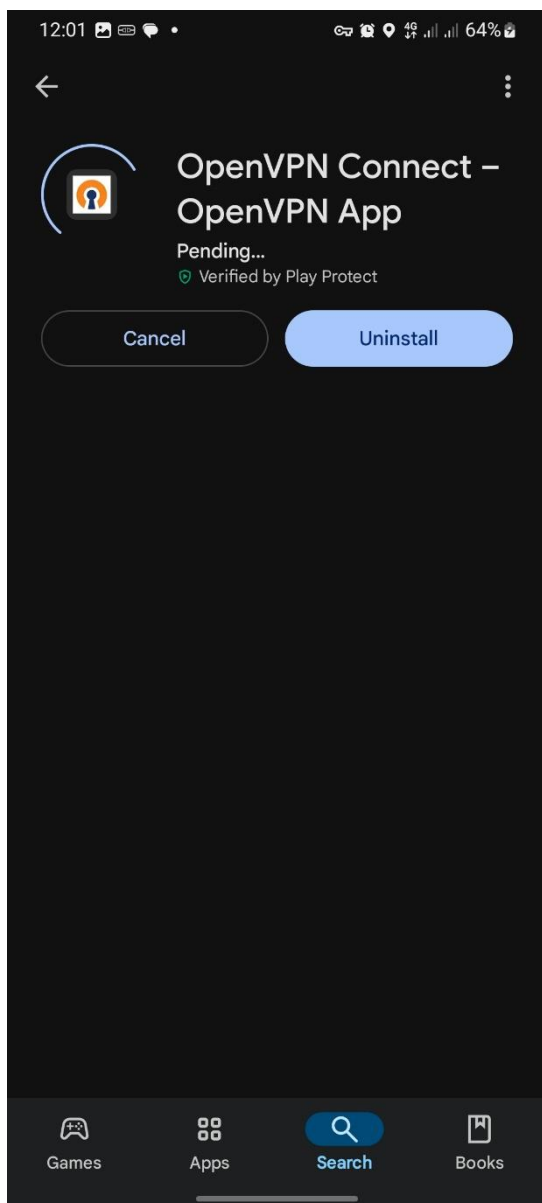 12:01
4G
64%
OpenVPN Connect –
OpenVPN App
Pending...
Verified by Play Protect
Cancel
Uninstall
Games
Apps
Search
Books